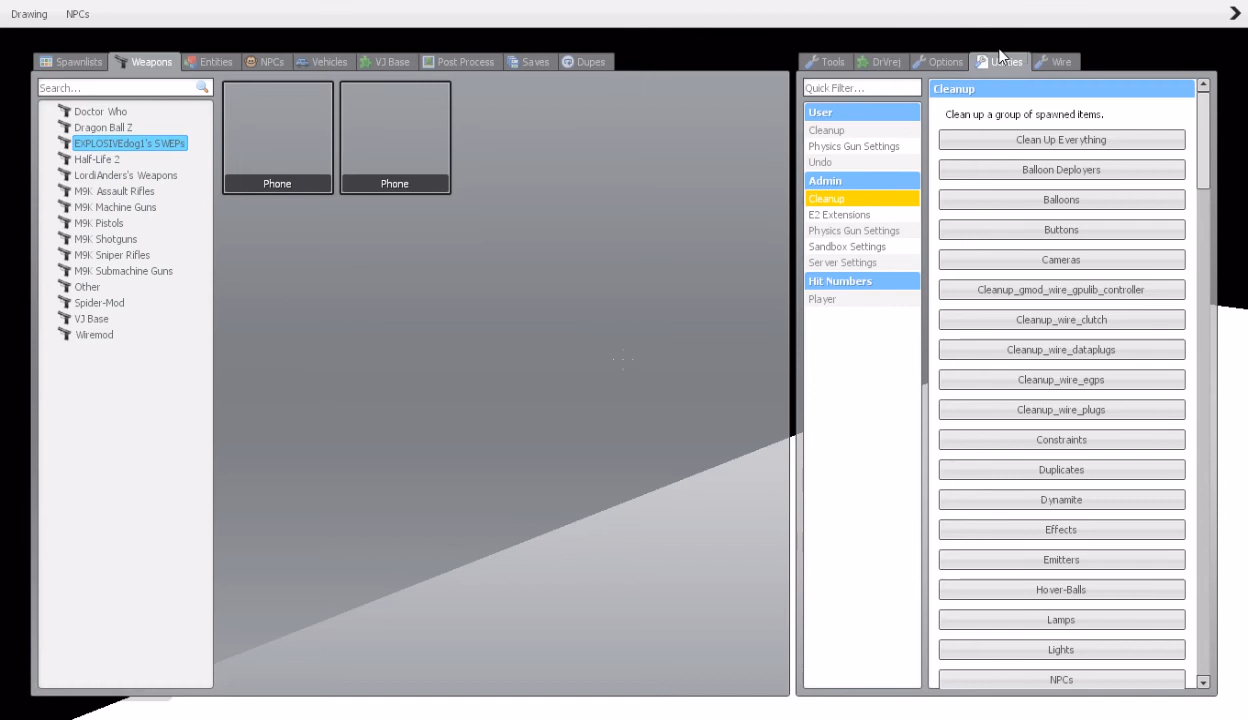 Drawing NPCs
Spawnlists Weapons Entities NPCs Vehicles VJ Base Post Process Saves Dupes
Search...
Doctor Who
Dragon Ball Z
EXPLOSIVEdog1's SWEPs
Half-Life 2
LordiAnders's Weapons
M9K Assault Rifles
M9K Machine Guns
M9K Pistols
M9K Shotguns
M9K Sniper Rifles
M9K Submachine Guns
Other
Spider-Mod
VJ Base
Wiremod
Phone
Phone
Tools DrVrej Options Utilities Wire
Quick Filter...
User
Cleanup
Physics Gun Settings
Undo
Admin
Cleanup
E2 Extensions
Physics Gun Settings
Sandbox Settings
Server Settings
Hit Numbers
Player
Cleanup
Clean up a group of spawned items.
Clean Up Everything
Balloon Deployers
Balloons
Buttons
Cameras
Cleanup_gmod_wire_gpulib_controller
Cleanup_wire_clutch
Cleanup_wire_dataplugs
Cleanup_wire_egps
Cleanup_wire_plugs
Constraints
Duplicates
Dynamite
Effects
Emitters
Hover-Balls
Lamps
Lights
NPCs